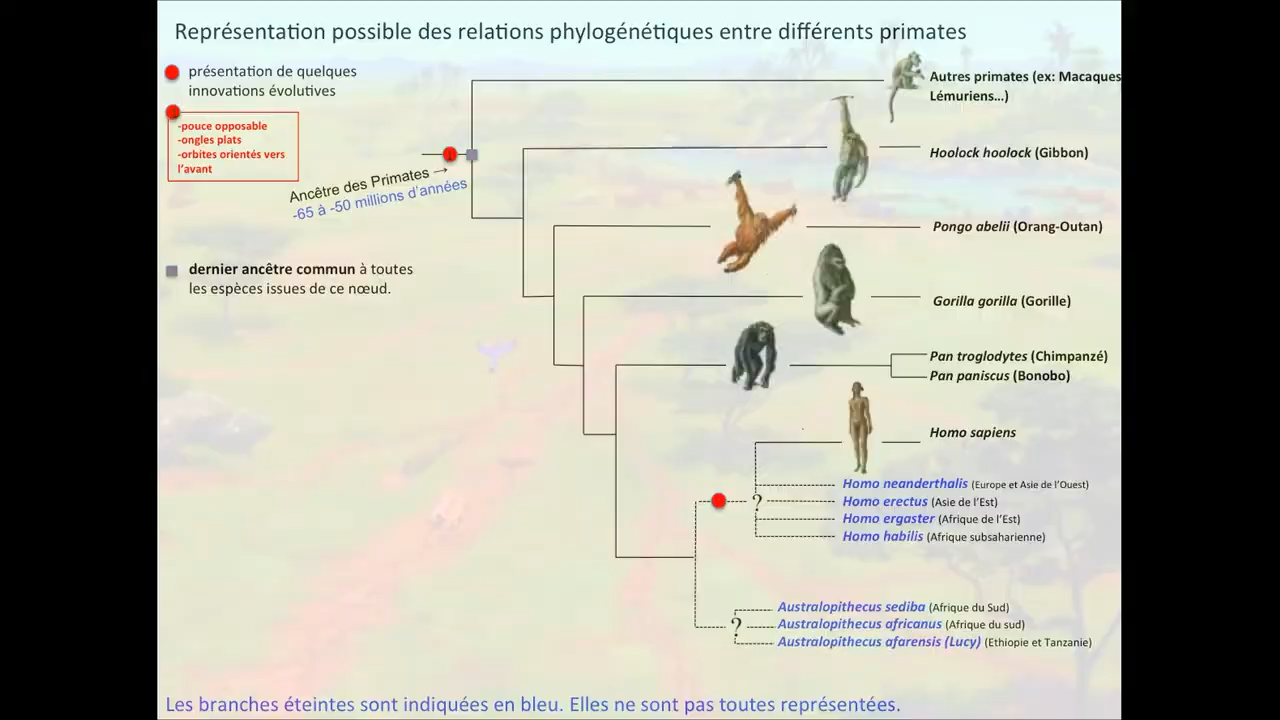 Représentation possible des relations phylogénétiques entre différents primates
présentation de quelques
innovations évolutives
-pouce opposable
-ongles plats
-orbites orientés vers
l'avant
Ancêtre des Primates →
-65 à -50 millions d'années
dernier ancêtre commun à toutes
les espèces issues de ce nœud.
Autres primates (ex: Macaques
Lémuriens...)
Hoolock hoolock (Gibbon)
Pongo abelii (Orang-Outan)
Gorilla gorilla (Gorille)
Pan troglodytes (Chimpanzé)
Pan paniscus (Bonobo)
Homo sapiens
Homo neanderthalis (Europe et Asie de l'Ouest)
?
Homo erectus (Asie de l'Est)
Homo ergaster (Afrique de l'Est)
Homo habilis (Afrique subsaharienne)
Australopithecus sediba (Afrique du Sud)
?
Australopithecus africanus (Afrique du sud)
Australopithecus afarensis (Lucy) (Ethiopie et Tanzanie)
Les branches éteintes sont indiquées en bleu. Elles ne sont pas toutes représentées.